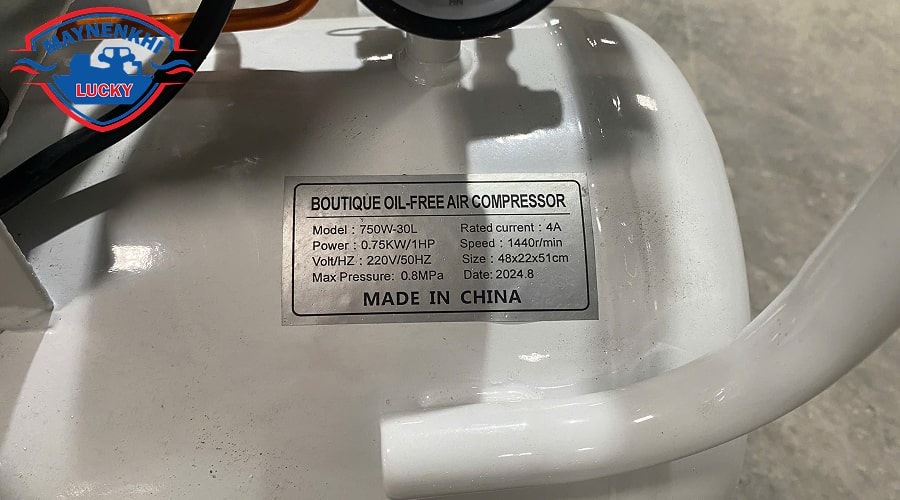 MAYNENKHI
LUCKY
BOUTIQUE OIL-FREE AIR COMPRESSOR
Model : 750W-30L Rated current : 4A
Power : 0.75KW/1HP Speed : 1440r/min
Volt/HZ : 220V/50HZ Size : 48x22x51cm
Max Pressure: 0.8MPa Date: 2024.8
MADE IN CHINA